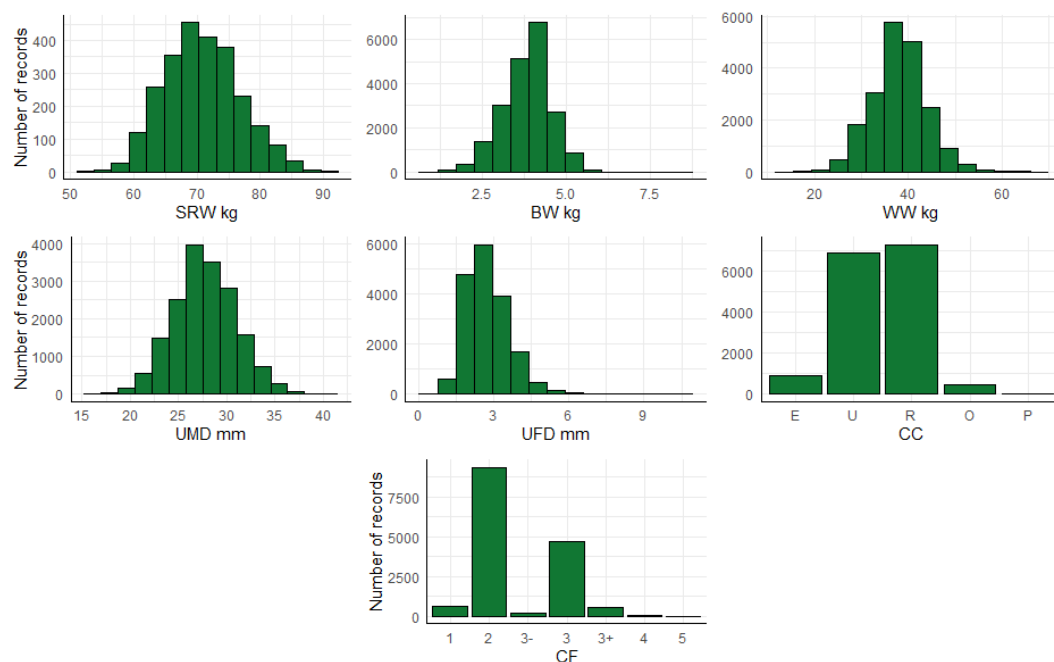 Number of records
400
300
200
100
0
50 60 70 80 90
SRW kg
6000
4000
2000
0
2.5 5.0 7.5
BW kg
6000
4000
2000
0
20 40 60
WW kg
Number of records
4000
3000
2000
1000
0
15 20 25 30 35 40
UMD mm
6000
4000
2000
0
0 3 6 9
UFD mm
6000
4000
2000
0
E U R O P
CC
Number of records
7500
5000
2500
0
1 2 3- 3 3+ 4 5
CF